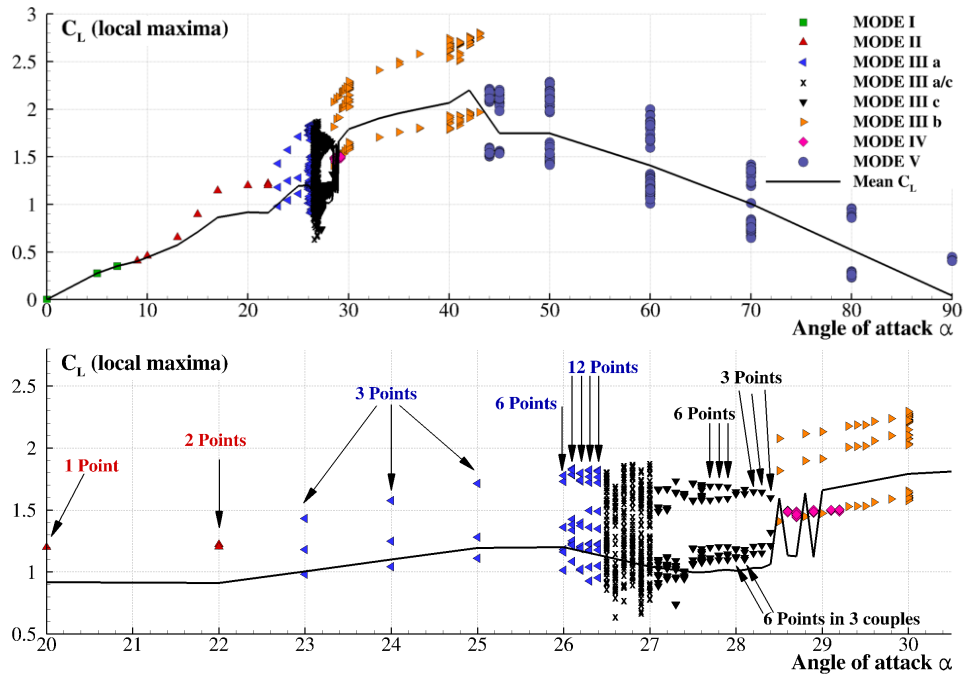 C_L (local maxima)
3
2.5
2
1.5
1
0.5
0
0 10 20 30 40 50 60 70 80 90
Angle of attack α
MODE I
MODE II
MODE III a
MODE III a/c
MODE III c
MODE III b
MODE IV
MODE V
Mean C_L
C_L (local maxima)
2.5
2
1.5
1
0.5
20 21 22 23 24 25 26 27 28 29 30
Angle of attack α
1 Point
2 Points
3 Points
6 Points
12 Points
6 Points
3 Points
6 Points in 3 couples